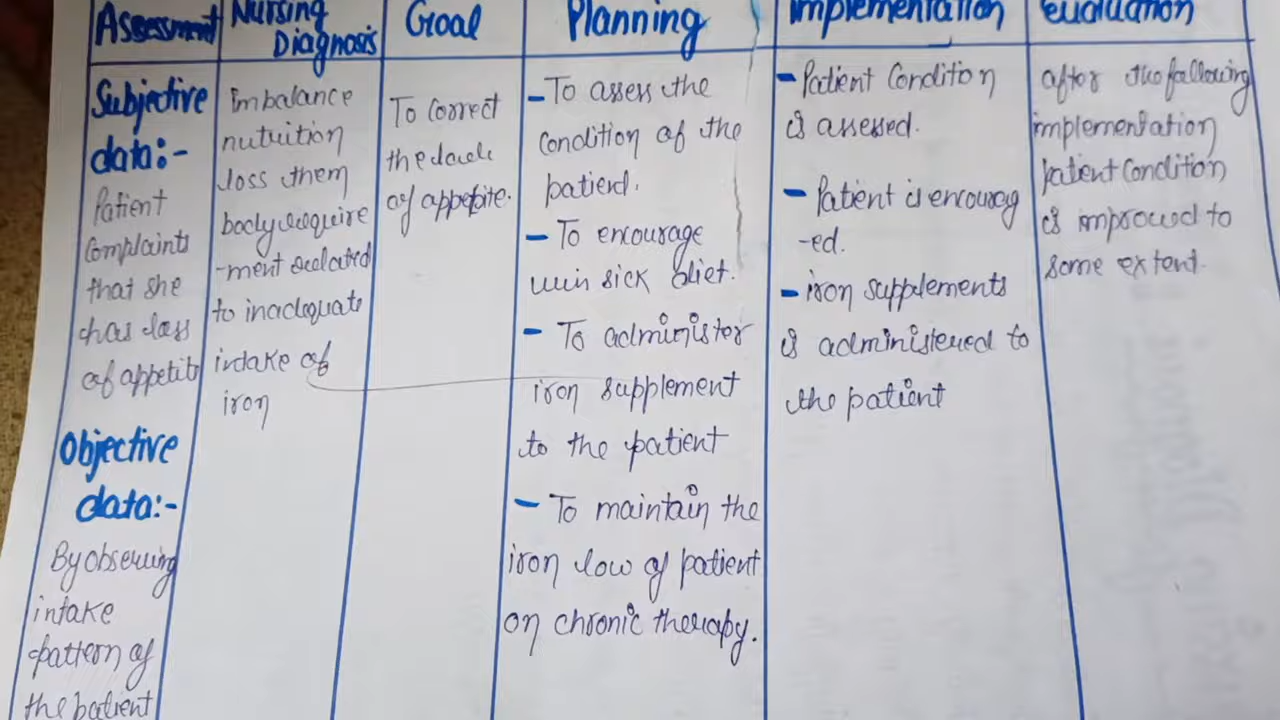 Assessment
Nursing
Diagnosis
Goal
Planning
Implementation
Evaluation
Subjective
data:-
Patient
Complaints
that she
has loss
of appetite
Objective
data:-
By observing
intake
pattern of
the patient
imbalance
nutuition
loss them
body require
-ment related
to inadequate
intake of
iron
To correct
the lack
of appetite.
- To assess the
condition of the
patient.
- To encourage
sick diet.
- To administer
iron supplement
to the patient
- To maintain the
iron low of patient
on chronic therapy.
- Patient Condition
is assessed.
- Patient is encourag
-ed.
- iron supplements
is administered to
the patient
after the following
implementation
patient Condition
is improved to
some extent.